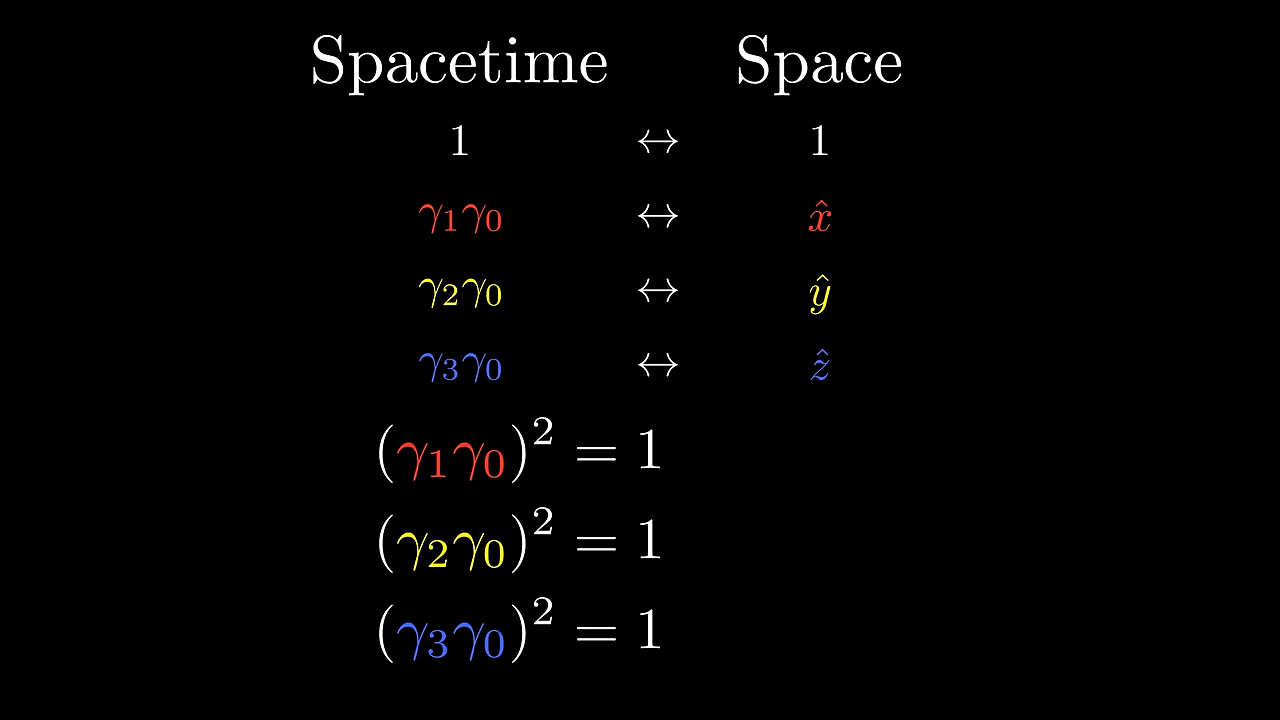 Spacetime Space
1 ↔ 1
γ₁γ₀ ↔ x̂
γ₂γ₀ ↔ ŷ
γ₃γ₀ ↔ ẑ
(γ₁γ₀)² = 1
(γ₂γ₀)² = 1
(γ₃γ₀)² = 1